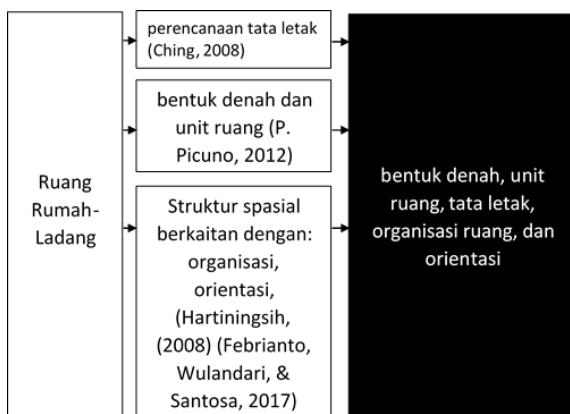 Ruang
Rumah-
Ladang
perencanaan tata letak
(Ching, 2008)
bentuk denah dan
unit ruang (P.
Picuno, 2012)
Struktur spasial
berkaitan dengan:
organisasi,
orientasi,
(Hartiningsih,
(2008) (Febrianto,
Wulandari, &
Santosa, 2017)
bentuk denah, unit
ruang, tata letak,
organisasi ruang, dan
orientasi